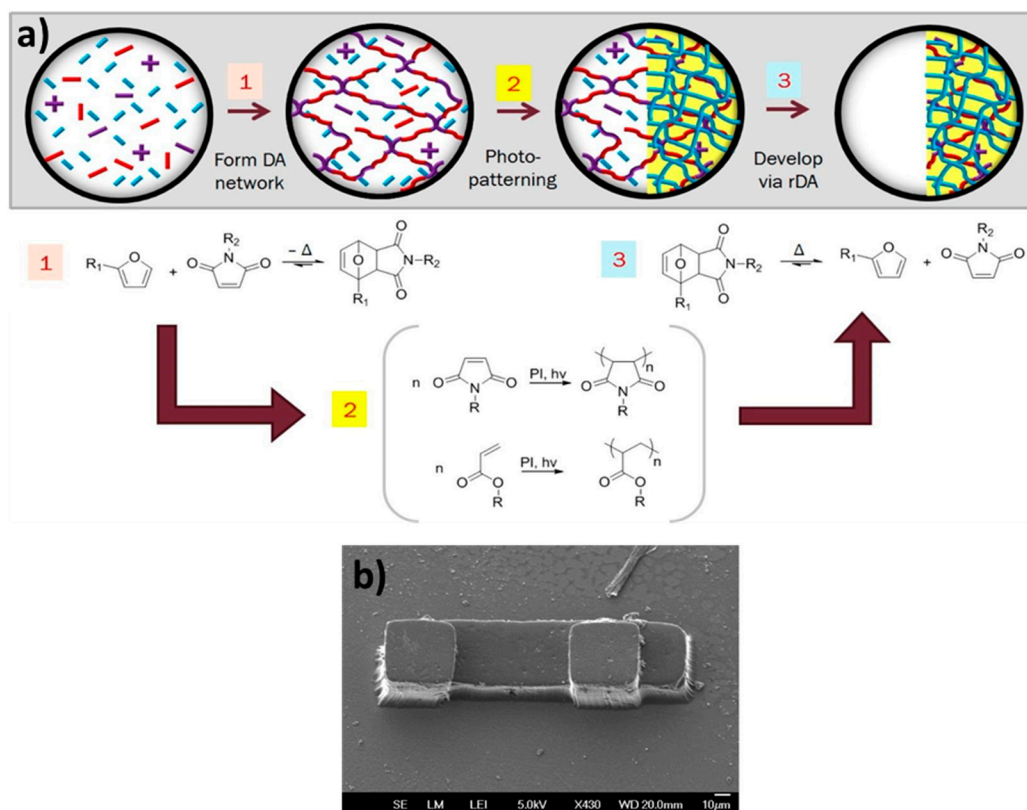 a)
1
2
3
Form DA
network
Photo-
patterning
Develop
via rDA
1
R1
+
R2
N
O
O
– Δ
O
O
N–R2
O
R1
3
O
O
N–R2
O
R1
Δ
R1
O
+
R2
N
O
O
2
n
O
N
O
R
PI, hν
n
O
N
O
R
n
O
O
R
PI, hν
n
O
O
R
b)
SE LM LEI 5.0kV X430 WD 20.0mm 10μm